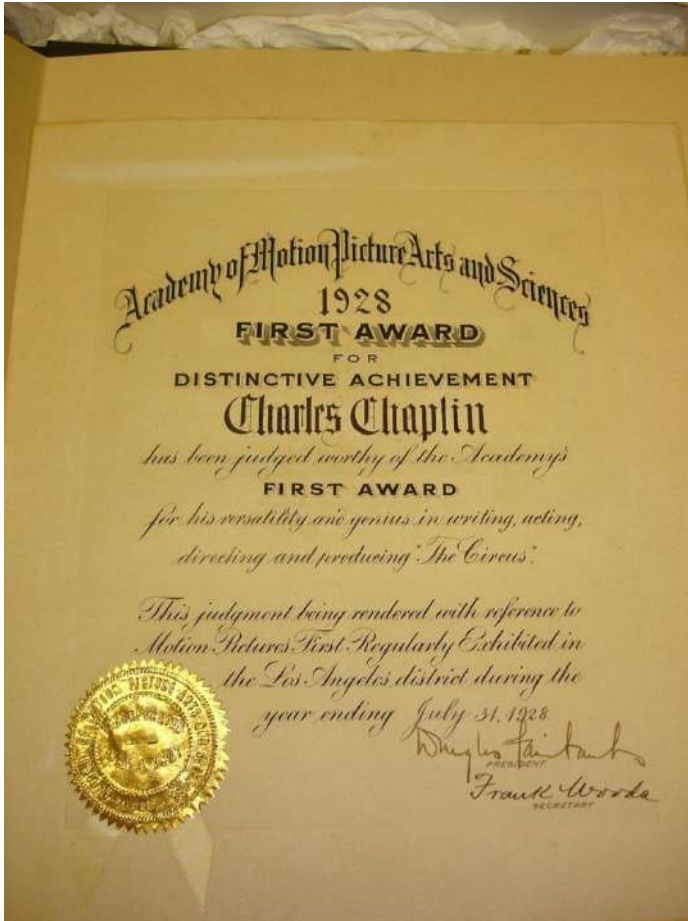 Academy of Motion Picture Arts and Sciences
1928
FIRST AWARD
FOR
DISTINCTIVE ACHIEVEMENT
Charles Chaplin
has been judged worthy of the Academy's
FIRST AWARD
for his versatility and genius in writing, acting,
directing and producing "The Circus".
This judgment being rendered with reference to
Motion Pictures First Regularly Exhibited in
the Los Angeles district during the
year ending July 31, 1928
Douglas Fairbanks
PRESIDENT
Frank Woods
SECRETARY